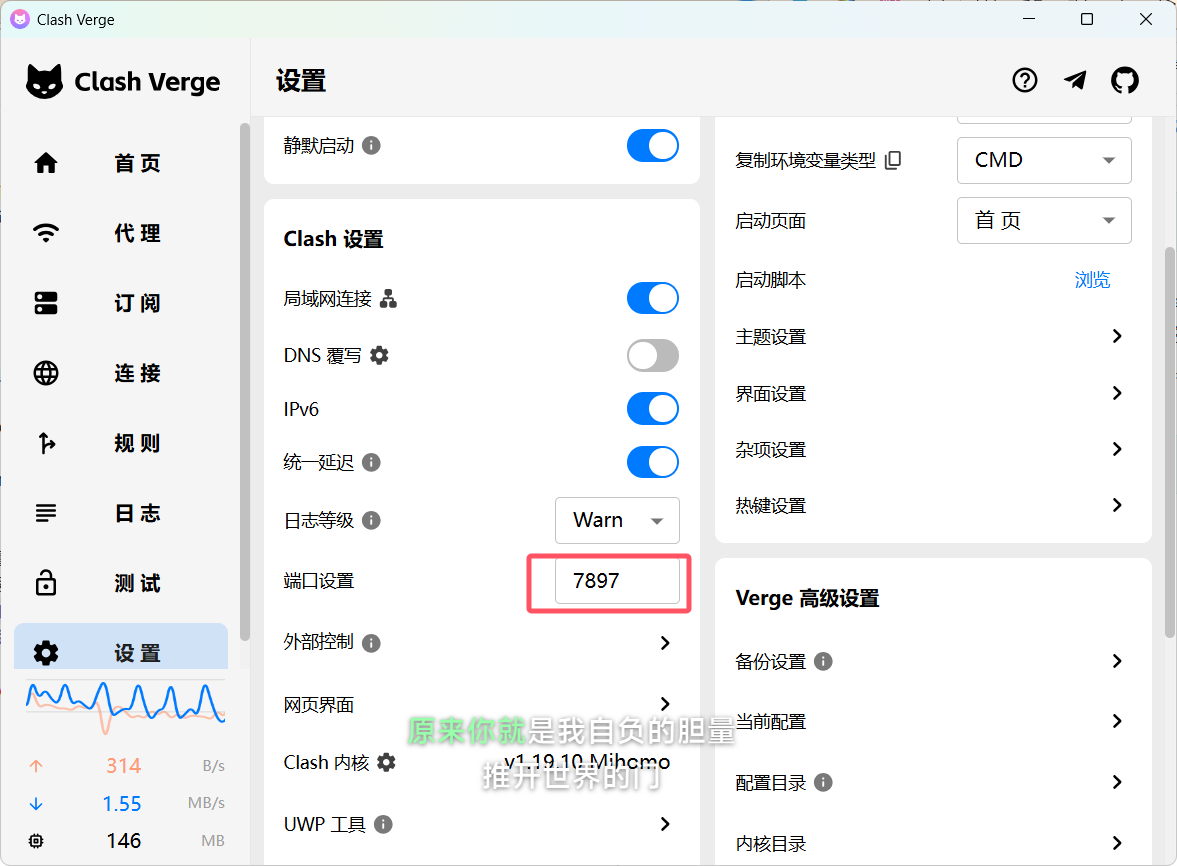 Clash Verge
Clash Verge
首 页
代 理
订 阅
连 接
规 则
日 志
测 试
设 置
314 B/s
1.55 MB/s
146 MB
设置
静默启动
Clash 设置
局域网连接
DNS 覆写
IPv6
统一延迟
日志等级 Warn
端口设置 7897
外部控制
网页界面
Clash 内核 v1.19.10 Mihomo
UWP 工具
复制环境变量类型 CMD
启动页面 首 页
启动脚本 浏览
主题设置
界面设置
杂项设置
热键设置
Verge 高级设置
备份设置
当前配置
配置目录
内核目录
原来你就是我自负的胆量
推开世界的门